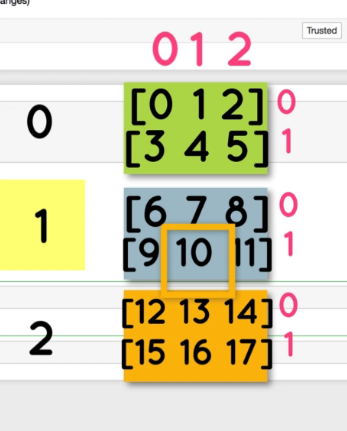 anges)
Trusted
0 1 2
0 [0 1 2] 0
[3 4 5] 1
1 [6 7 8] 0
[9 10 11] 1
2 [12 13 14] 0
[15 16 17] 1